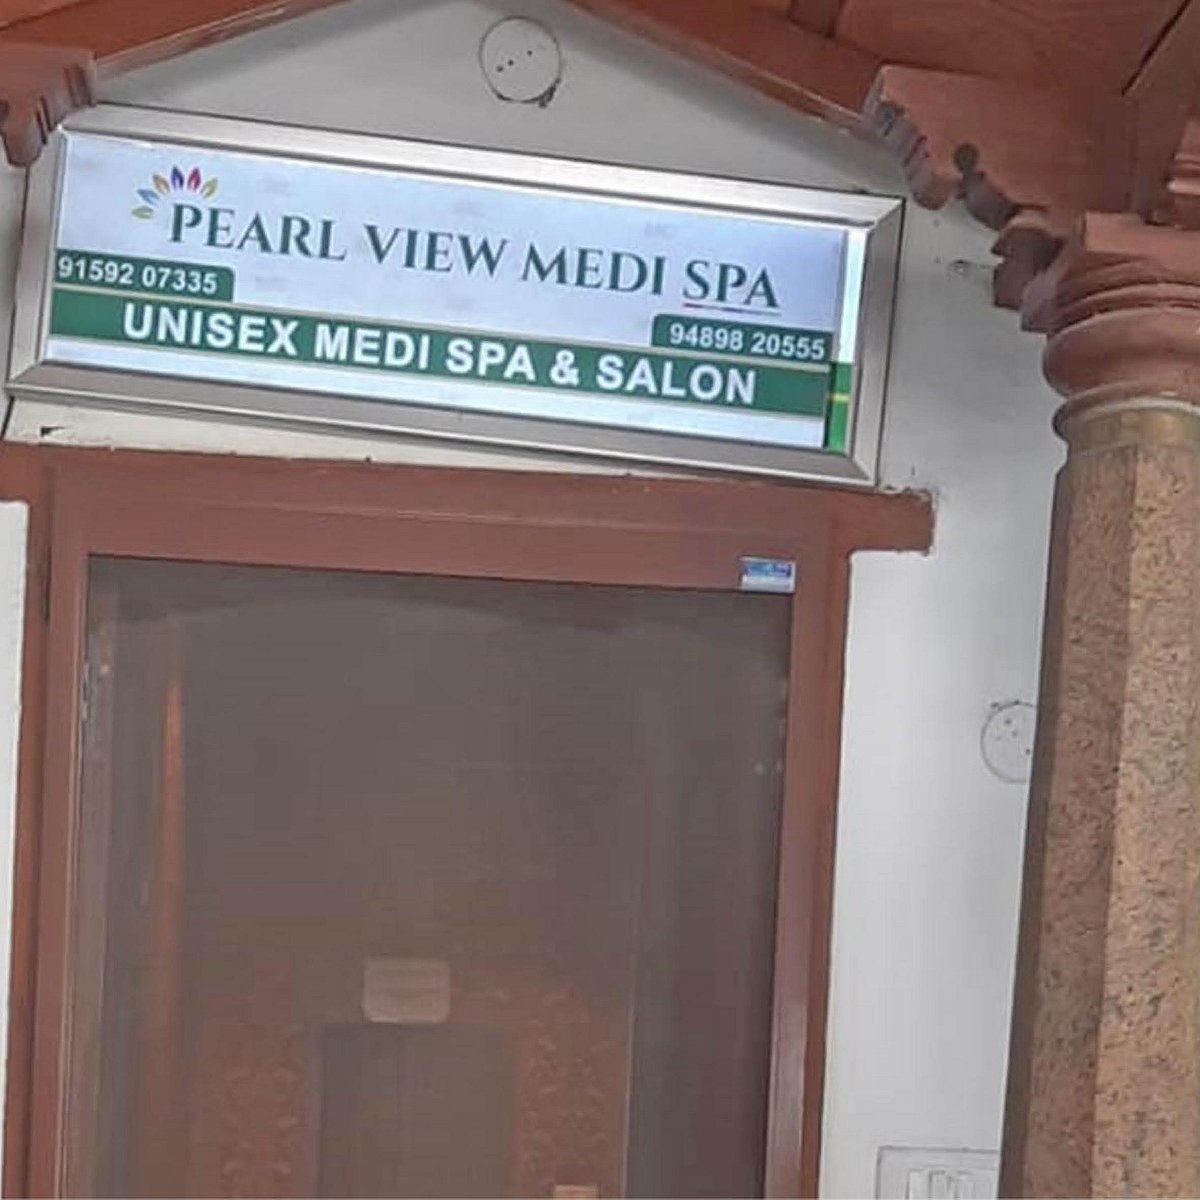 PEARL VIEW MEDI SPA
91592 07335
94898 20555
UNISEX MEDI SPA & SALON